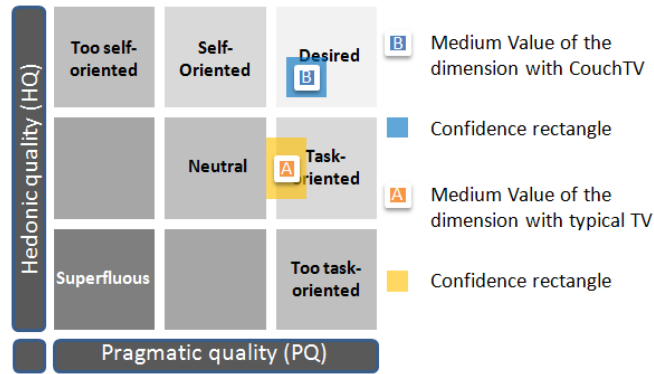 Too self-
oriented
Self-
Oriented
Desired
B
Neutral
A
Task-
oriented
Superfluous
Too task-
oriented
Hedonic quality (HQ)
Pragmatic quality (PQ)
B
Medium Value of the
dimension with CouchTV
Confidence rectangle
A
Medium Value of the
dimension with typical TV
Confidence rectangle